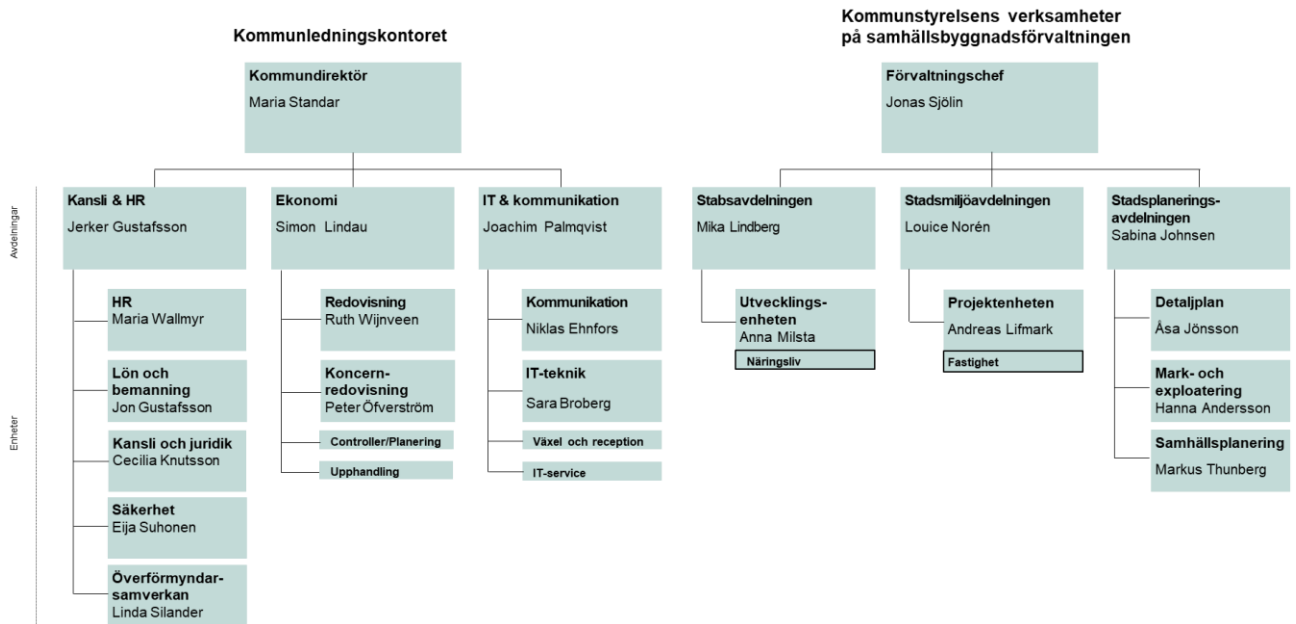 Kommunledningskontoret
Kommundirektör
Maria Standar
Avdelningar
Enheter
Kansli & HR
Jerker Gustafsson
HR
Maria Wallmyr
Lön och
bemanning
Jon Gustafsson
Kansli och juridik
Cecilia Knutsson
Säkerhet
Eija Suhonen
Överförmyndar-
samverkan
Linda Silander
Ekonomi
Simon Lindau
Redovisning
Ruth Wijnveen
Koncern-
redovisning
Peter Öfverström
Controller/Planering
Upphandling
IT & kommunikation
Joachim Palmqvist
Kommunikation
Niklas Ehnfors
IT-teknik
Sara Broberg
Växel och reception
IT-service
Kommunstyrelsens verksamheter
på samhällsbyggnadsförvaltningen
Förvaltningschef
Jonas Sjölin
Stabsavdelningen
Mika Lindberg
Utvecklings-
enheten
Anna Milsta
Näringsliv
Stadsmiljöavdelningen
Louice Norén
Projektenheten
Andreas Lifmark
Fastighet
Stadsplanerings-
avdelningen
Sabina Johnsen
Detaljplan
Åsa Jönsson
Mark- och
exploatering
Hanna Andersson
Samhällsplanering
Markus Thunberg